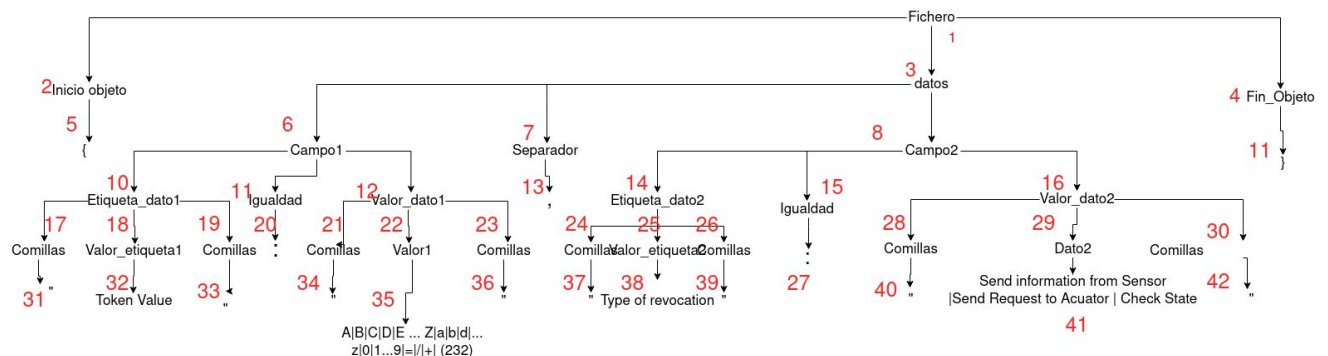 Fichero
1
3
2 Inicio objeto
datos
4 Fin_Objeto
5
6
7
8
{
Campo1
Separador
Campo2
11
}
10
11
12
13
14
15
16
Etiqueta_dato1
Igualdad
Valor_dato1
,
Etiqueta_dato2
Igualdad
Valor_dato2
17
18
19
20
21
22
23
24
25
26
28
29
30
Comillas
Valor_etiqueta1
Comillas
:
Comillas
Valor1
Comillas
Comillas
Valor_etiqueta2
Comillas
:
Comillas
Dato2
Comillas
31
"
32
33
34
35
36
37
38
39
27
40
42
Token Value
"
"
"
" Type of revocation "
"
Send information from Sensor
|Send Request to Acuator | Check State
"
41
A|B|C|D|E ... Z|a|b|d|...
z|0|1...9|=|/|+| (232)